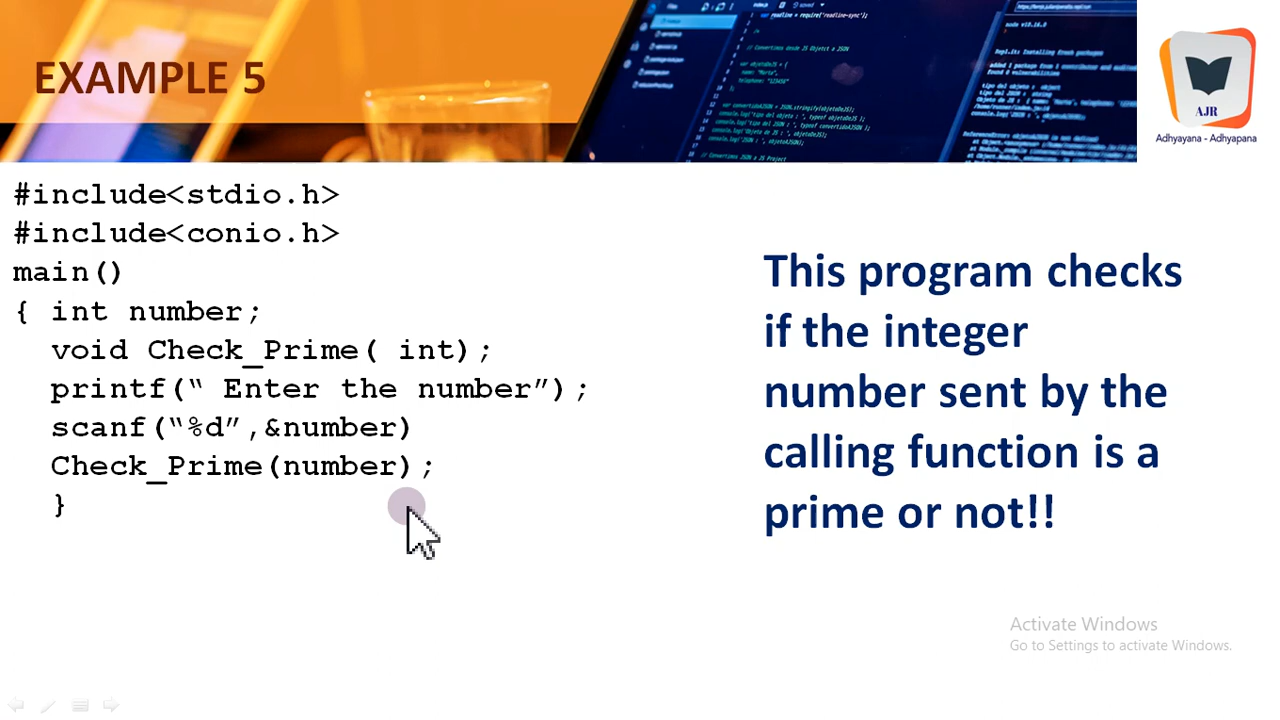 EXAMPLE 5
AJR
Adhyayana - Adhyapana
#include<stdio.h>
#include<conio.h>
main()
{ int number;
void Check_Prime( int);
printf(“ Enter the number”);
scanf(“%d”,&number)
Check_Prime(number);
}
This program checks
if the integer
number sent by the
calling function is a
prime or not!!
Activate Windows
Go to Settings to activate Windows.